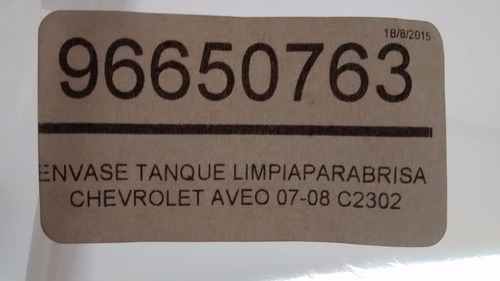 18/8/2015
96650763
ENVASE TANQUE LIMPIAPARABRISA
CHEVROLET AVEO 07-08 C2302